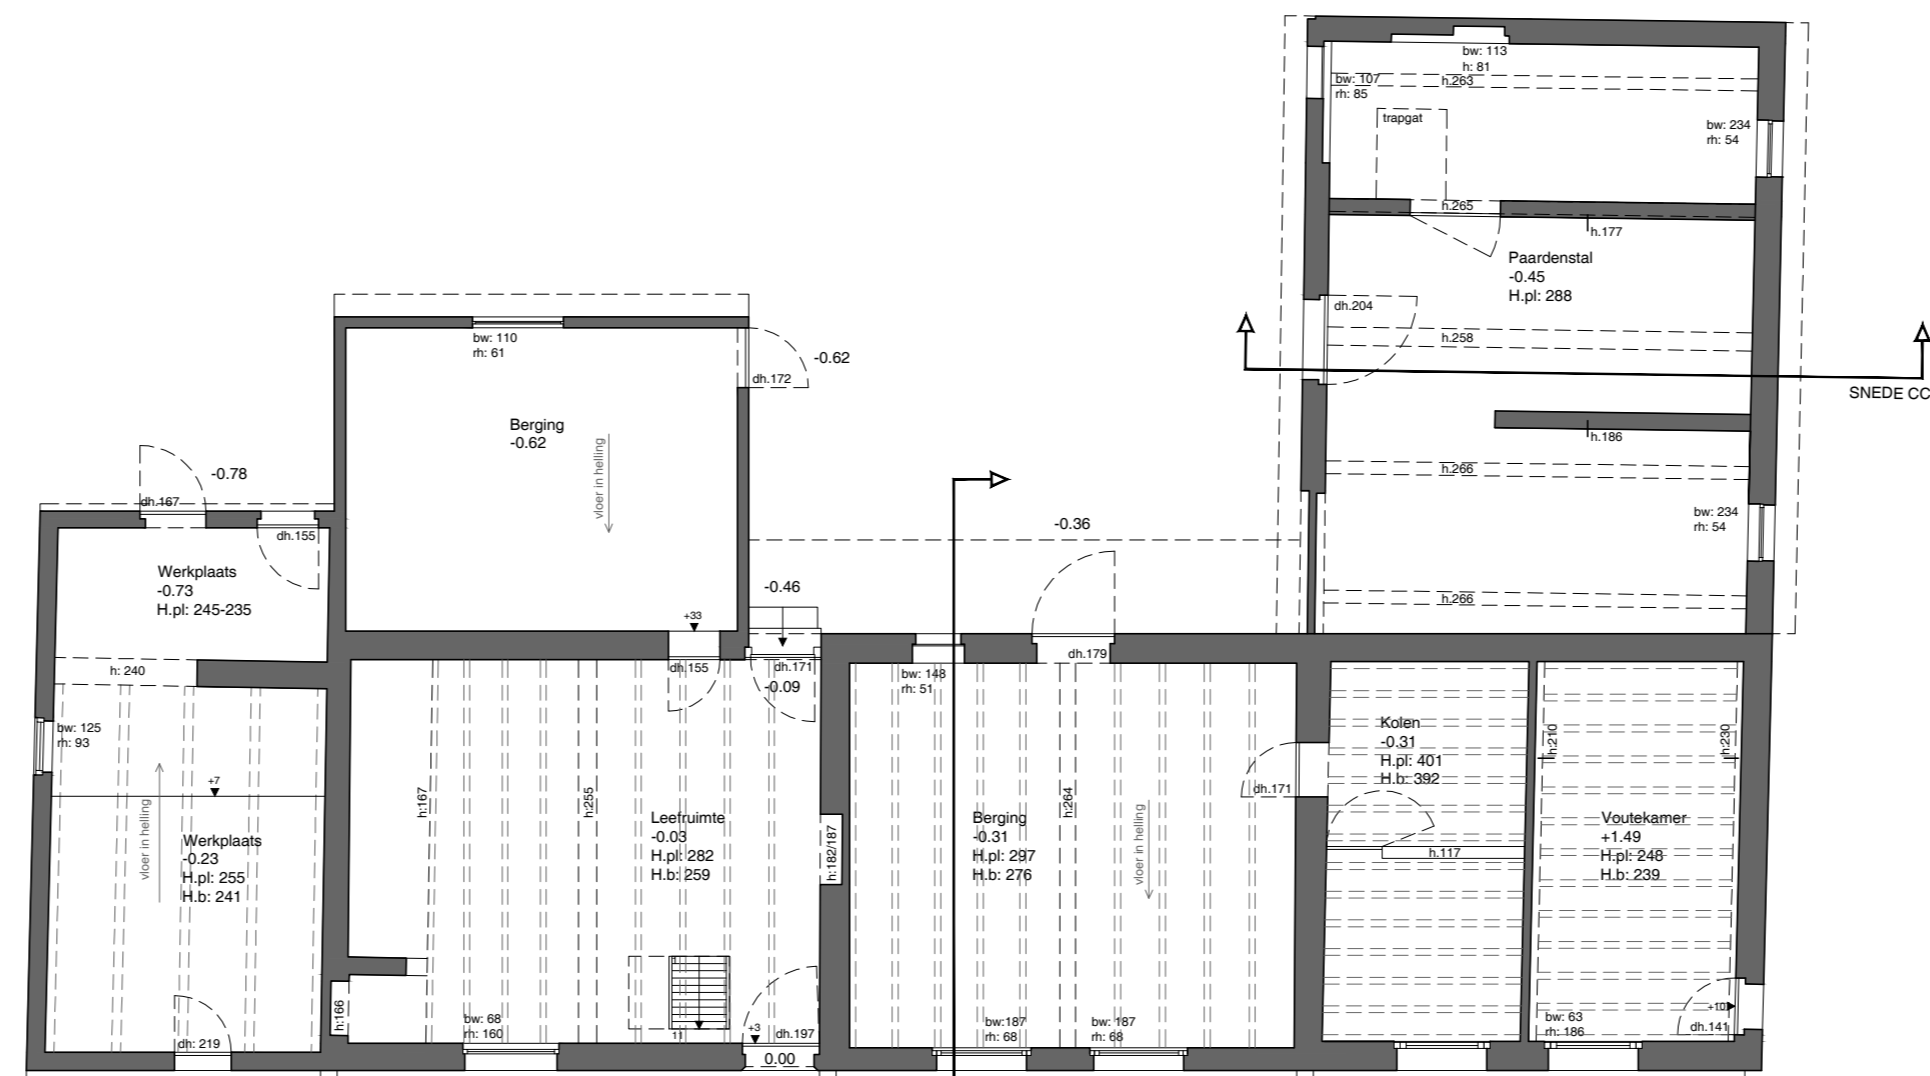 bw: 113
h: 81
h.263
bw: 107
rh: 85
trapgat
bw: 234
rh: 54
h.265
h.177
Paardenstal
-0.45
H.pl: 288
dh.204
h.258
SNEDE CC
h.186
h.266
bw: 234
rh: 54
h.266
bw: 110
rh: 61
dh.172
-0.62
Berging
-0.62
vloer in helling
-0.78
dh.167
dh.155
Werkplaats
-0.73
H.pl: 245-235
-0.36
-0.46
+33
dh.155
dh.171
-0.09
dh.179
h: 240
bw: 125
rh: 93
+7
vloer in helling
Werkplaats
-0.23
H.pl: 255
H.b: 241
dh: 219
h:166
h:167
h:255
Leefruimte
-0.03
H.pl: 282
H.b: 259
h:182/187
bw: 68
rh: 160
1
11
+3
dh.197
0.00
bw: 148
rh: 51
Berging
-0.31
H.pl: 297
H.b: 276
h:264
vloer in helling
dh.171
bw:187
rh: 68
bw: 187
rh: 68
Kolen
-0.31
H.pl: 401
H.b: 392
h.117
h:210
h:230
Voutekamer
+1.49
H.pl: 248
H.b: 239
bw: 63
rh: 186
+10
dh.141